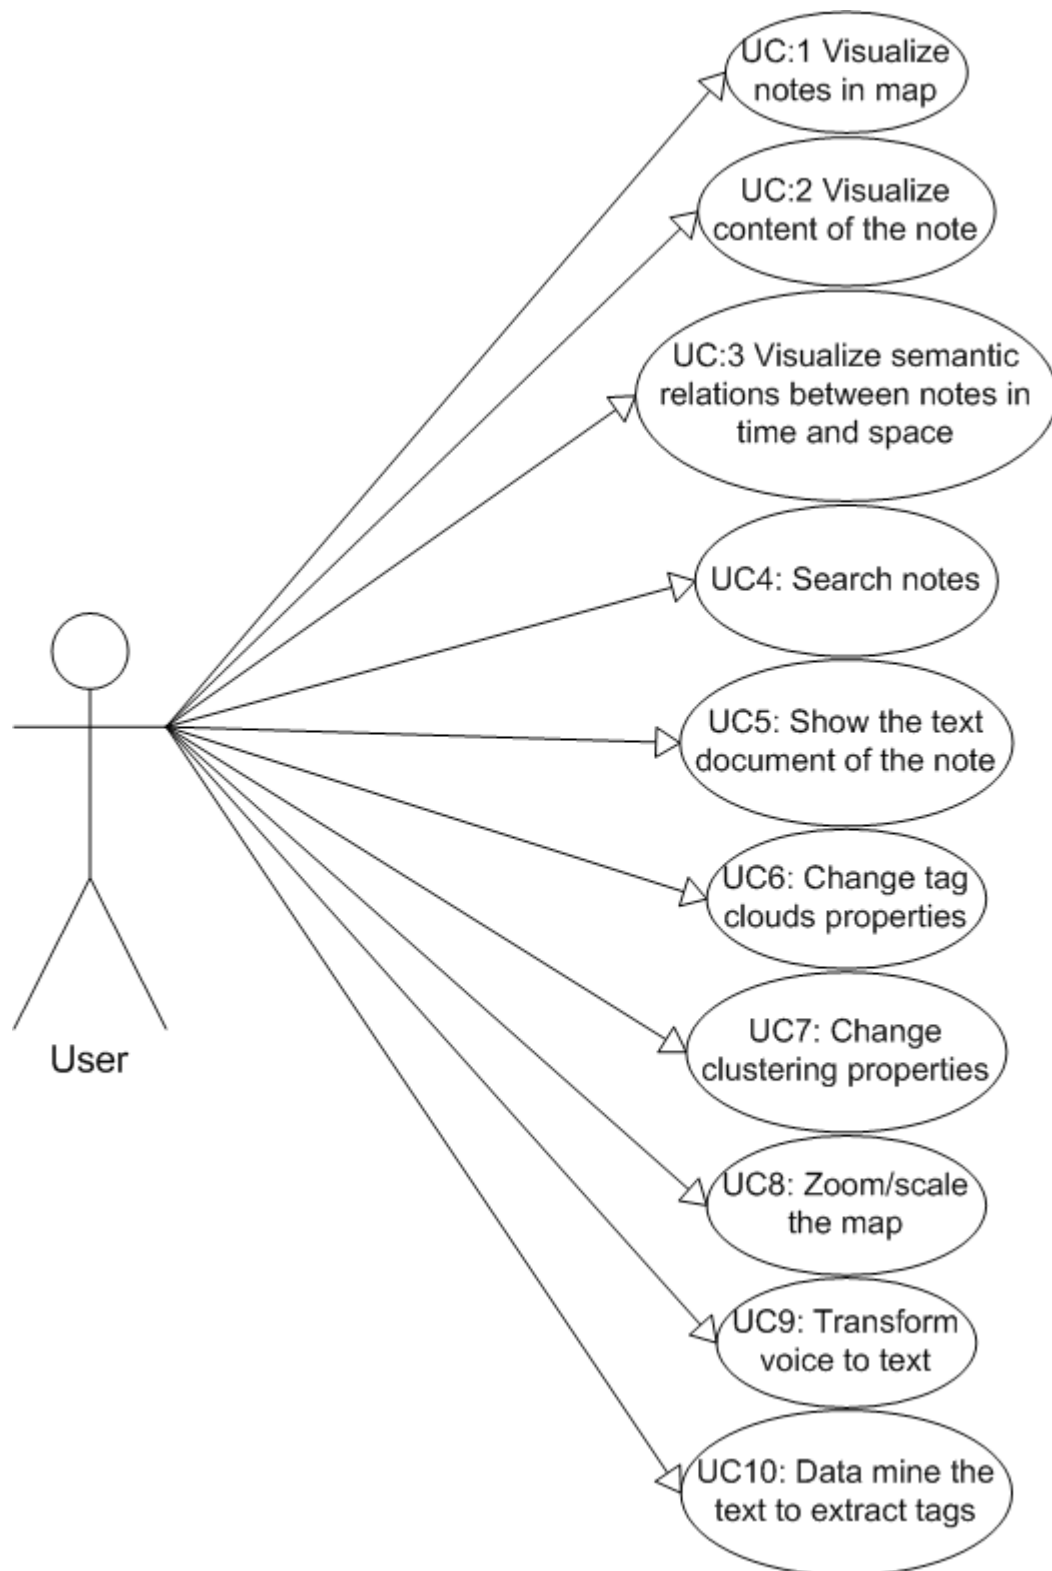 UC:1 Visualize
notes in map
UC:2 Visualize
content of the note
UC:3 Visualize semantic
relations between notes in
time and space
UC4: Search notes
UC5: Show the text
document of the note
UC6: Change tag
clouds properties
UC7: Change
clustering properties
UC8: Zoom/scale
the map
UC9: Transform
voice to text
UC10: Data mine the
text to extract tags
User